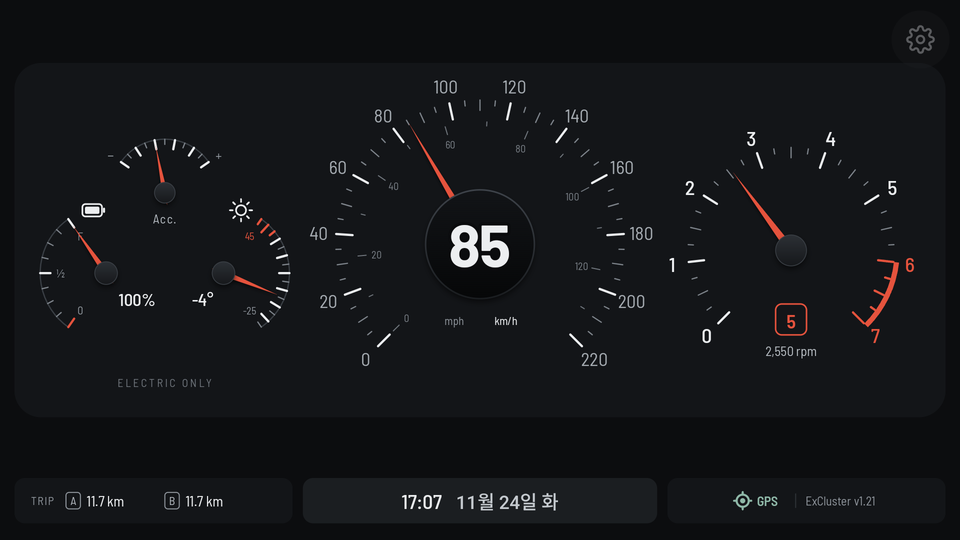 − +
Acc.
F
½
0
100%
45
-25
-4°
ELECTRIC ONLY
0 20 40 60 80 100 120 140 160 180 200 220
0 20 40 60 80 100 120
85
mph km/h
0 1 2 3 4 5 6 7
5
2,550 rpm
TRIP A 11.7 km B 11.7 km
17:07 11월 24일 화
GPS ExCluster v1.21